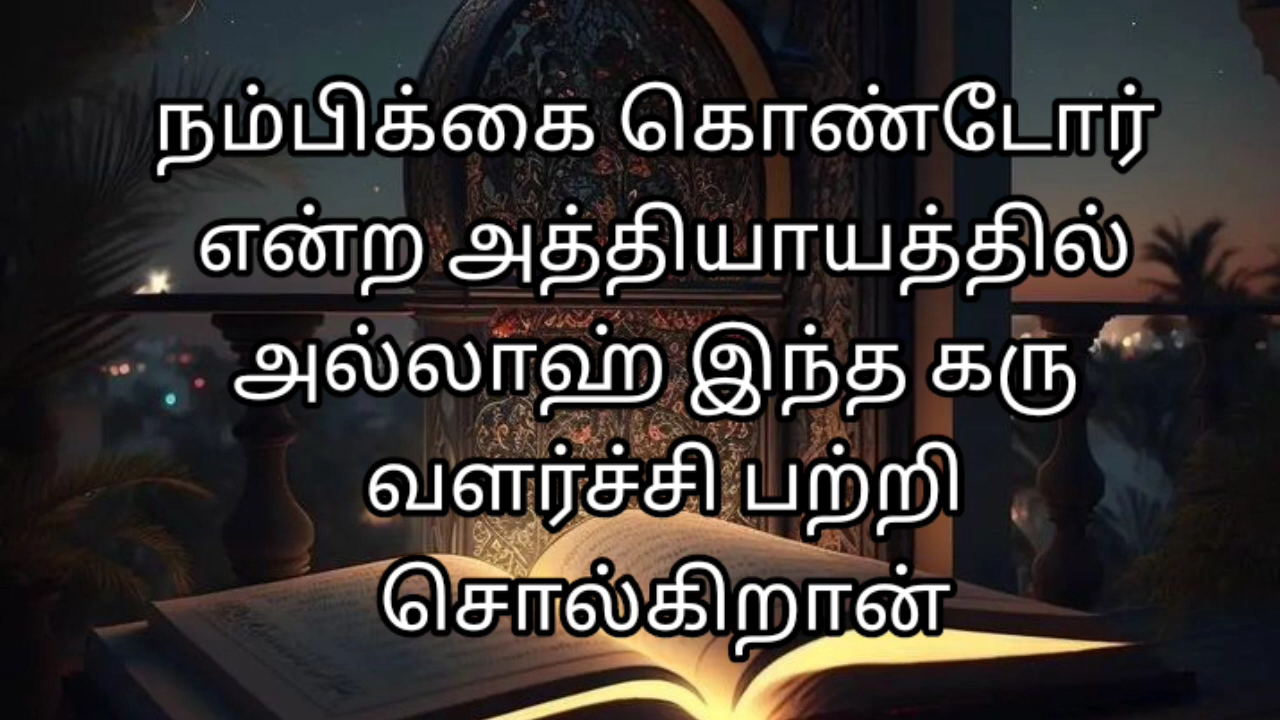 நம்பிக்கை கொண்டோர்
என்ற அத்தியாயத்தில்
அல்லாஹ் இந்த கரு
வளர்ச்சி பற்றி
சொல்கிறான்